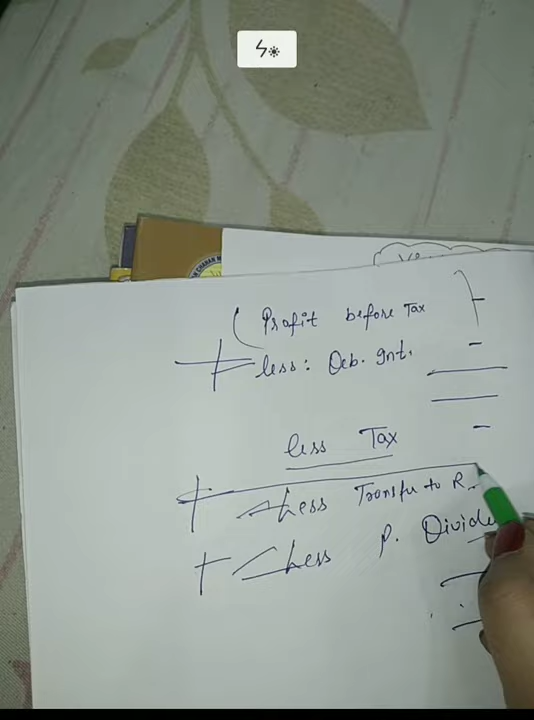 Profit before Tax
less: Deb. Int.
less Tax
Less Transfer to R
Less P. Divide